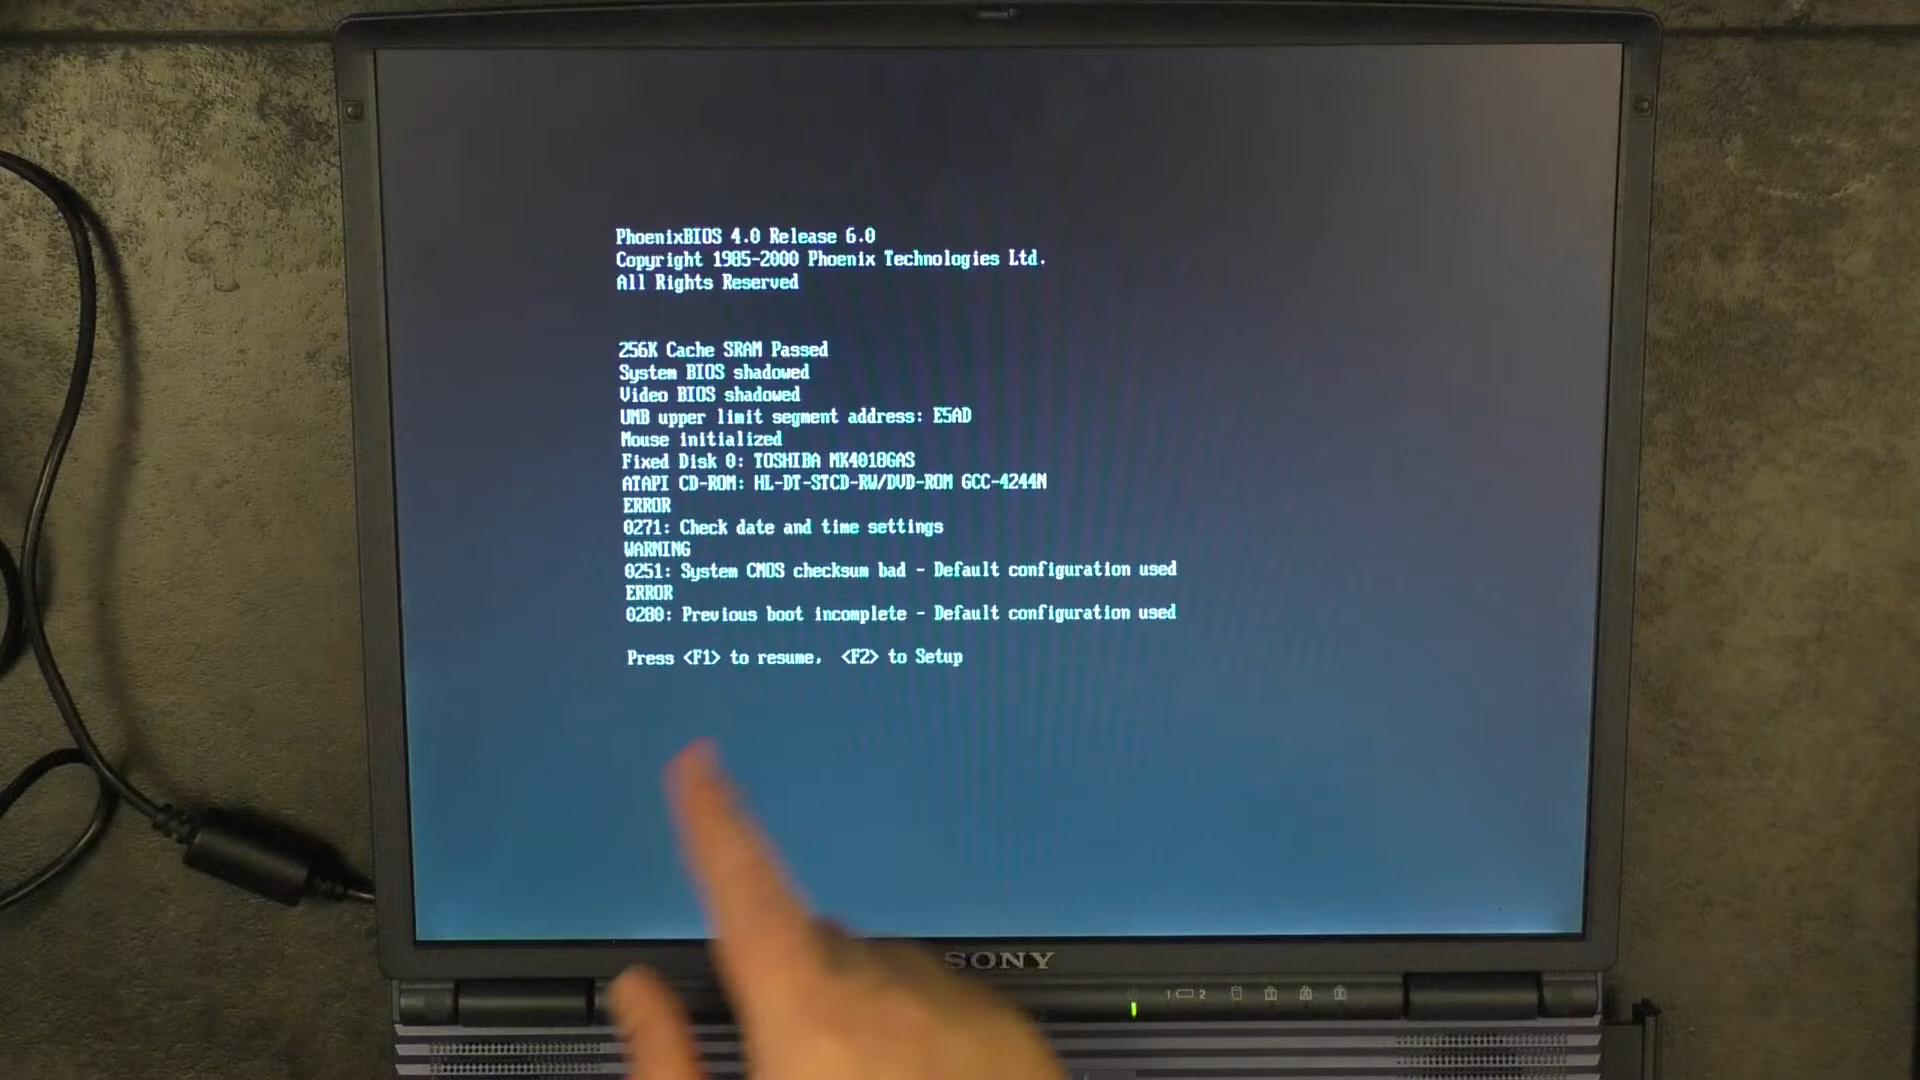 PhoenixBIOS 4.0 Release 6.0
Copyright 1985-2000 Phoenix Technologies Ltd.
All Rights Reserved
256K Cache SRAM Passed
System BIOS shadowed
Video BIOS shadowed
UMB upper limit segment address: E5AD
Mouse initialized
Fixed Disk 0: TOSHIBA MK4018GAS
ATAPI CD-ROM: HL-DT-STCD-RW/DVD-ROM GCC-4244N
ERROR
0271: Check date and time settings
WARNING
0251: System CMOS checksum bad - Default configuration used
ERROR
0280: Previous boot incomplete - Default configuration used
Press <F1> to resume, <F2> to Setup
SONY
1 2